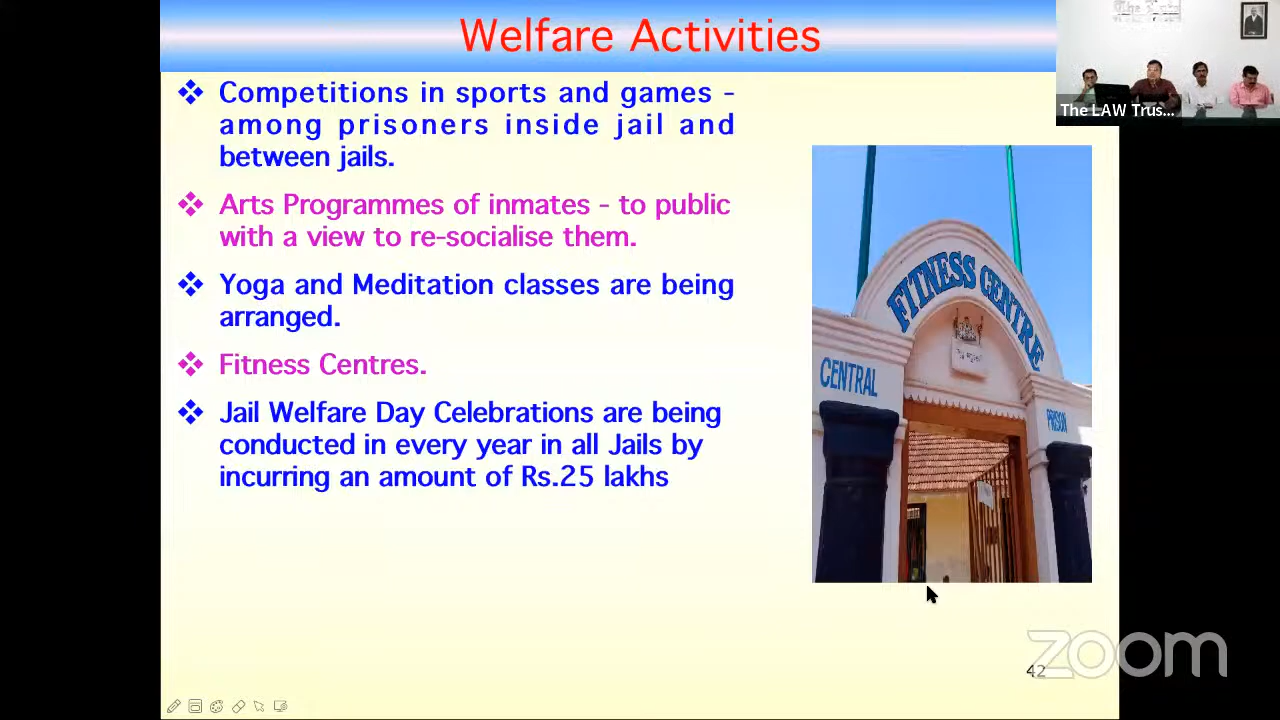 Welfare Activities
The LAW Trus...
Competitions in sports and games -
among prisoners inside jail and
between jails.
Arts Programmes of inmates - to public
with a view to re-socialise them.
Yoga and Meditation classes are being
arranged.
Fitness Centres.
Jail Welfare Day Celebrations are being
conducted in every year in all Jails by
incurring an amount of Rs.25 lakhs
FITNESS CENTRE
CENTRAL
PRISON
zoom
42